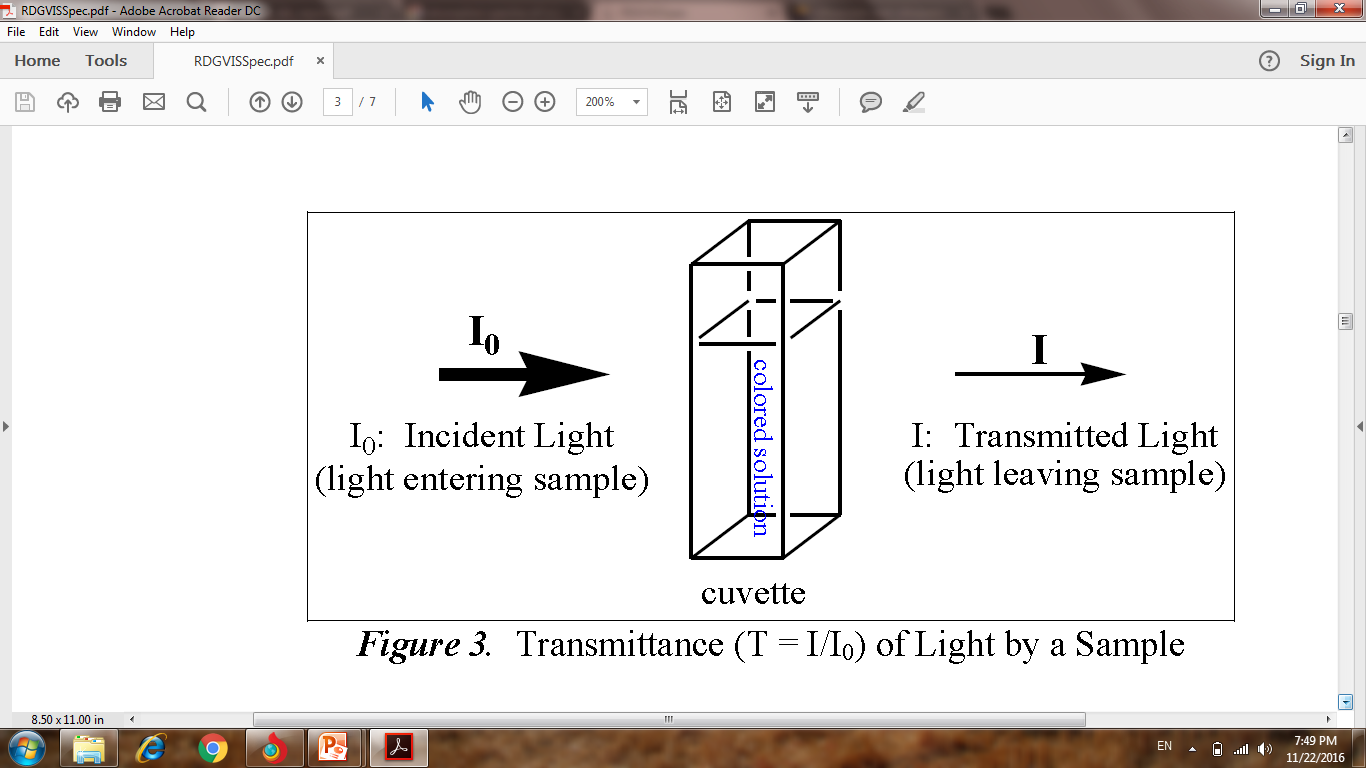 RDGVISSpec.pdf - Adobe Acrobat Reader DC
File Edit View Window Help
Home Tools RDGVISSpec.pdf × ? Sign In
3 / 7 200%
I0
I
I0: Incident Light
(light entering sample)
colored solution
I: Transmitted Light
(light leaving sample)
cuvette
Figure 3. Transmittance (T = I/I0) of Light by a Sample
8.50 x 11.00 in
EN 7:49 PM
11/22/2016